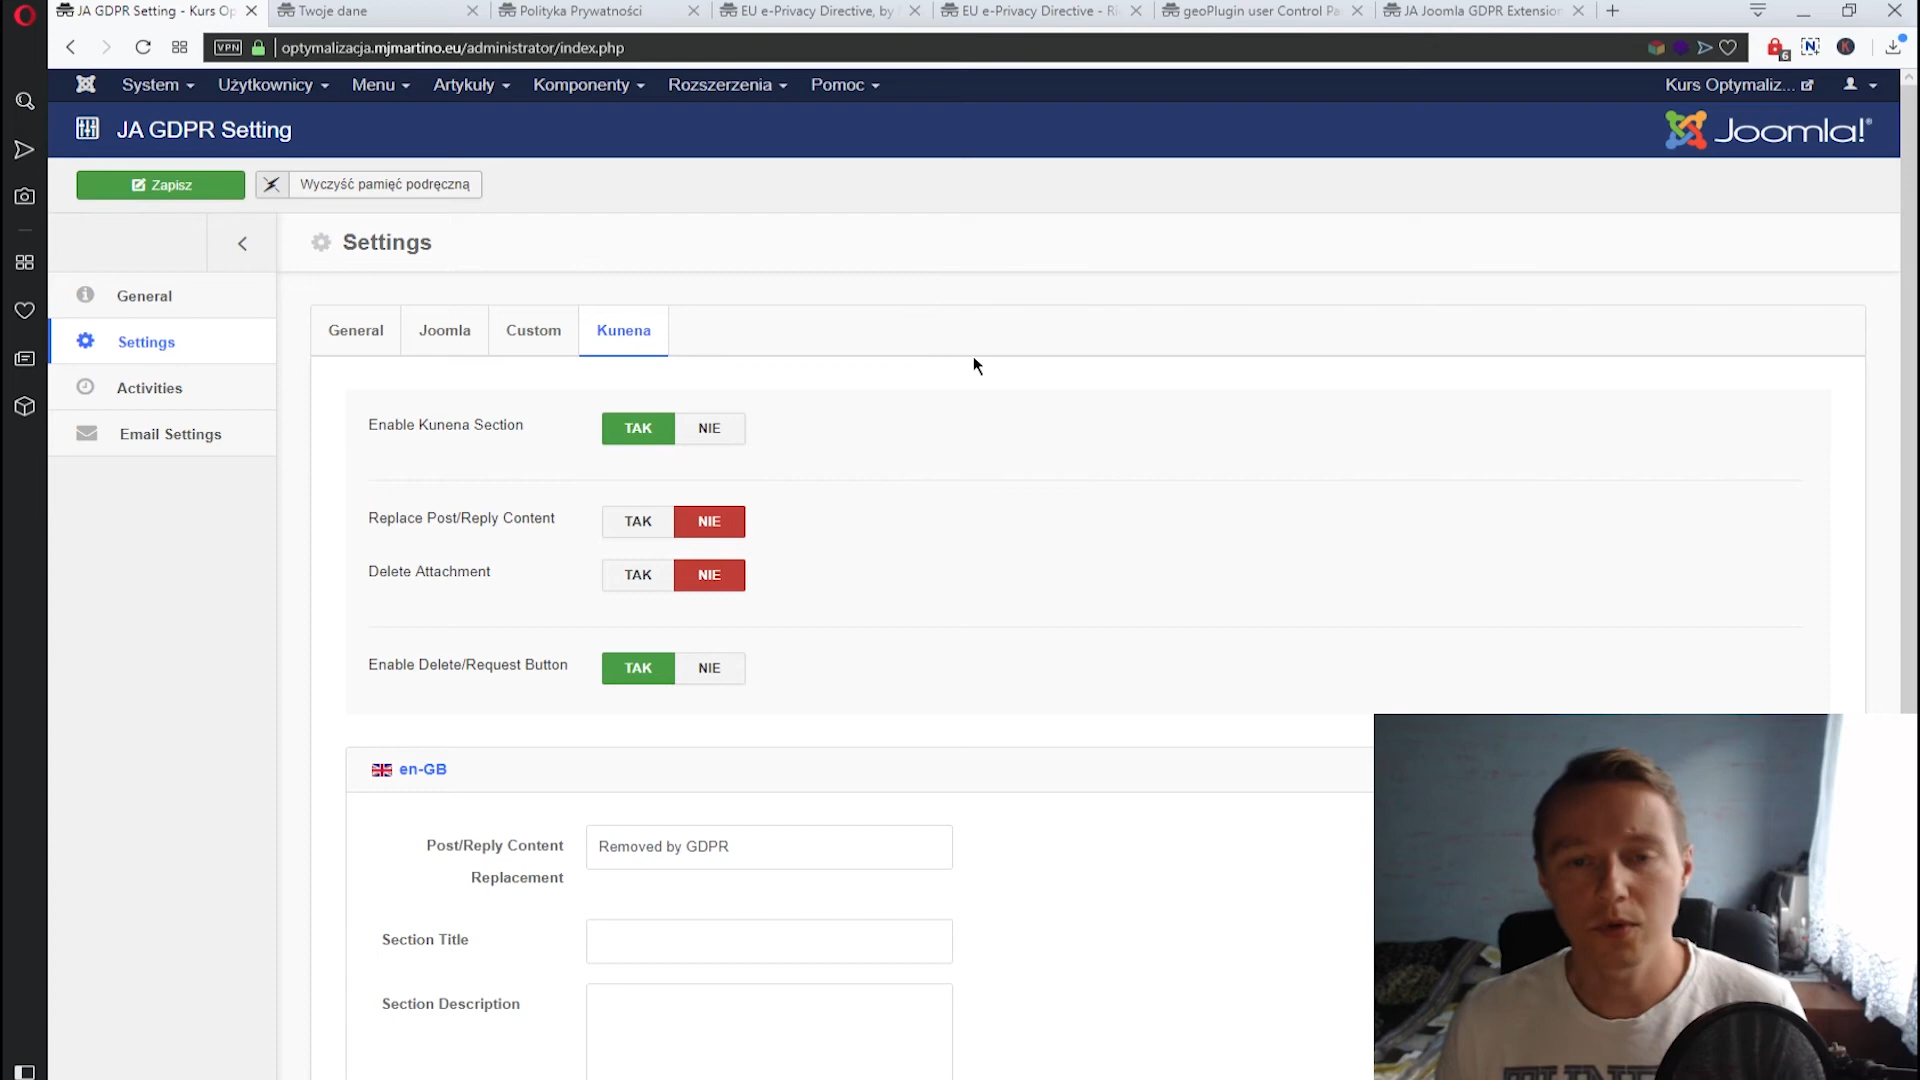 JA GDPR Setting - Kurs Op
Twoje dane
Polityka Prywatności
EU e-Privacy Directive, by
EU e-Privacy Directive - Ri
geoPlugin user Control Pa
JA Joomla GDPR Extension
VPN
optymalizacja.mjmartino.eu/administrator/index.php
6
N
K
System
Użytkownicy
Menu
Artykuły
Komponenty
Rozszerzenia
Pomoc
Kurs Optymaliz...
JA GDPR Setting
Joomla!®
Zapisz
Wyczyść pamięć podręczną
Settings
General
Settings
Activities
Email Settings
General
Joomla
Custom
Kunena
Enable Kunena Section
TAK
NIE
Replace Post/Reply Content
TAK
NIE
Delete Attachment
TAK
NIE
Enable Delete/Request Button
TAK
NIE
en-GB
Post/Reply Content
Replacement
Removed by GDPR
Section Title
Section Description